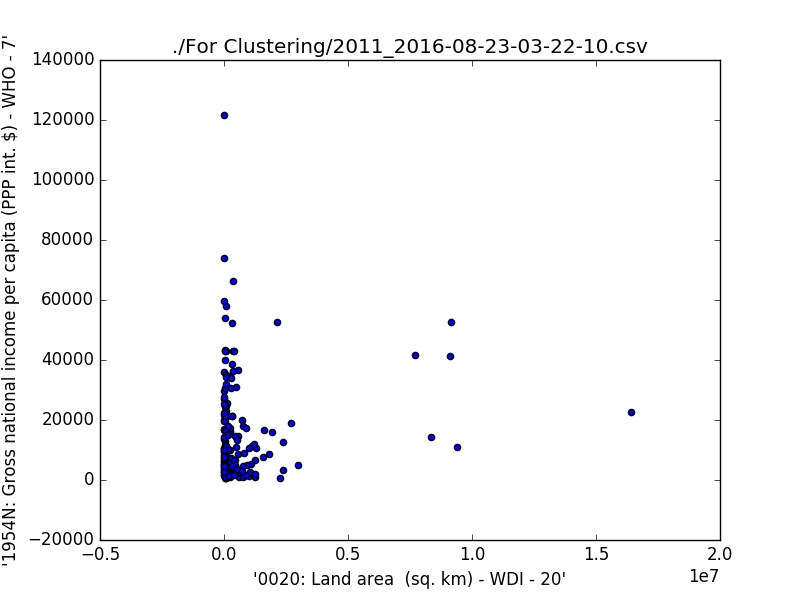 ./For Clustering/2011_2016-08-23-03-22-10.csv
'1954N: Gross national income per capita (PPP int. $) - WHO - 7'
140000
120000
100000
80000
60000
40000
20000
0
−20000
−0.5 0.0 0.5 1.0 1.5 2.0
1e7
'0020: Land area  (sq. km) - WDI - 20'